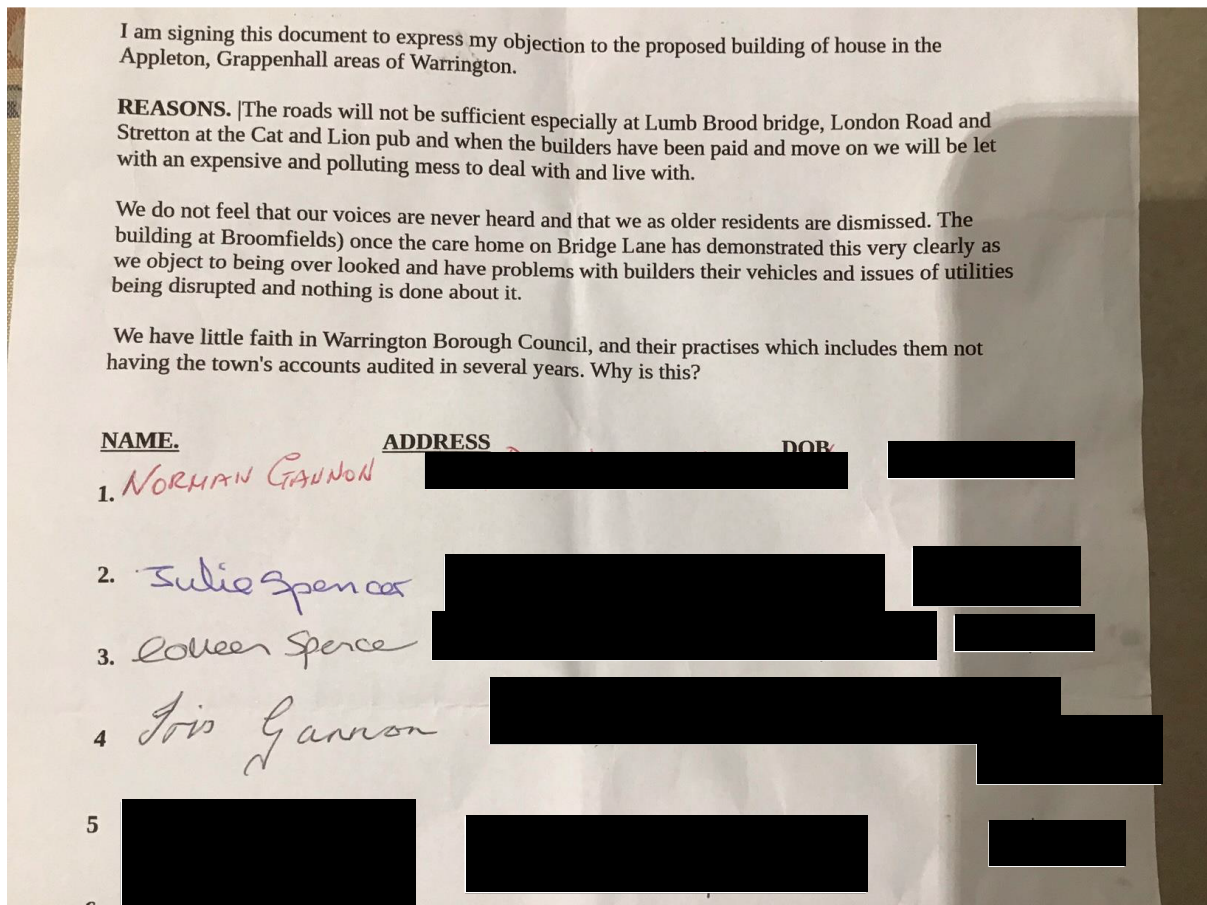 I am signing this document to express my objection to the proposed building of house in the
Appleton, Grappenhall areas of Warrington.
REASONS. |The roads will not be sufficient especially at Lumb Brood bridge, London Road and
Stretton at the Cat and Lion pub and when the builders have been paid and move on we will be let
with an expensive and polluting mess to deal with and live with.
We do not feel that our voices are never heard and that we as older residents are dismissed. The
building at Broomfields) once the care home on Bridge Lane has demonstrated this very clearly as
we object to being over looked and have problems with builders their vehicles and issues of utilities
being disrupted and nothing is done about it.
We have little faith in Warrington Borough Council, and their practises which includes them not
having the town's accounts audited in several years. Why is this?
NAME. ADDRESS DOB
1. NORMAN GANNON
2. Julie Spencer
3. Colleen Spence
4 Iris Gannon
5